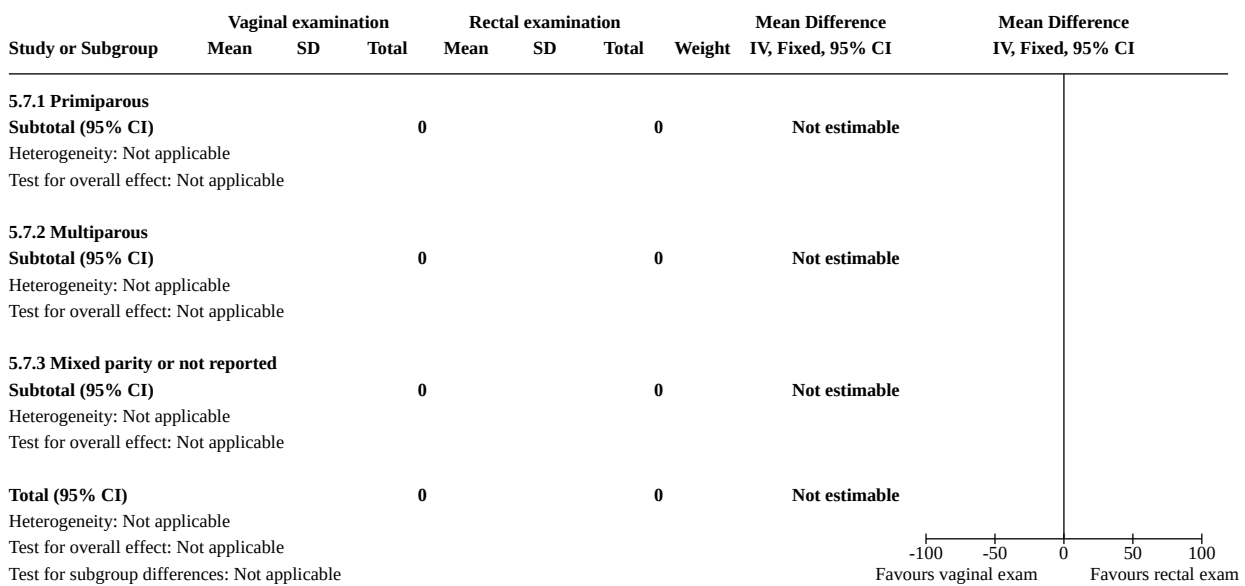 Vaginal examination Rectal examination Mean Difference Mean Difference
Study or Subgroup Mean SD Total Mean SD Total Weight IV, Fixed, 95% CI IV, Fixed, 95% CI
5.7.1 Primiparous
Subtotal (95% CI) 0 0 Not estimable
Heterogeneity: Not applicable
Test for overall effect: Not applicable
5.7.2 Multiparous
Subtotal (95% CI) 0 0 Not estimable
Heterogeneity: Not applicable
Test for overall effect: Not applicable
5.7.3 Mixed parity or not reported
Subtotal (95% CI) 0 0 Not estimable
Heterogeneity: Not applicable
Test for overall effect: Not applicable
Total (95% CI) 0 0 Not estimable
Heterogeneity: Not applicable
Test for overall effect: Not applicable
-100 -50 0 50 100
Test for subgroup differences: Not applicable Favours vaginal exam Favours rectal exam